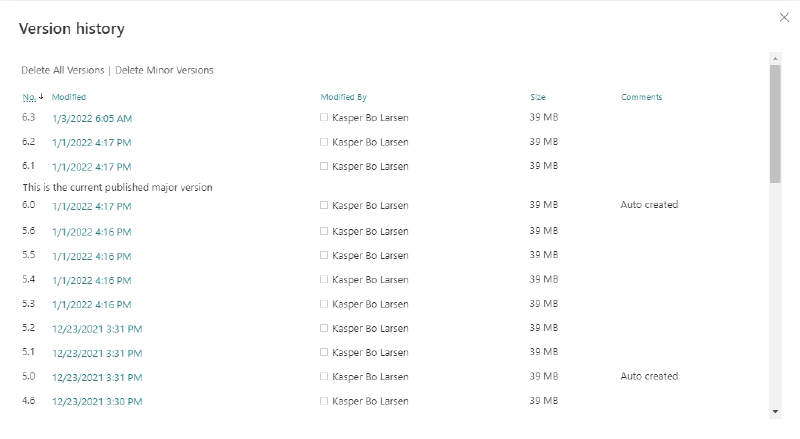 Version history
Delete All Versions | Delete Minor Versions
No. Modified Modified By Size Comments
6.3 1/3/2022 6:05 AM Kasper Bo Larsen 39 MB
6.2 1/1/2022 4:17 PM Kasper Bo Larsen 39 MB
6.1 1/1/2022 4:17 PM Kasper Bo Larsen 39 MB
This is the current published major version
6.0 1/1/2022 4:17 PM Kasper Bo Larsen 39 MB Auto created
5.6 1/1/2022 4:16 PM Kasper Bo Larsen 39 MB
5.5 1/1/2022 4:16 PM Kasper Bo Larsen 39 MB
5.4 1/1/2022 4:16 PM Kasper Bo Larsen 39 MB
5.3 1/1/2022 4:16 PM Kasper Bo Larsen 39 MB
5.2 12/23/2021 3:31 PM Kasper Bo Larsen 39 MB
5.1 12/23/2021 3:31 PM Kasper Bo Larsen 39 MB
5.0 12/23/2021 3:31 PM Kasper Bo Larsen 39 MB Auto created
4.6 12/23/2021 3:30 PM Kasper Bo Larsen 39 MB